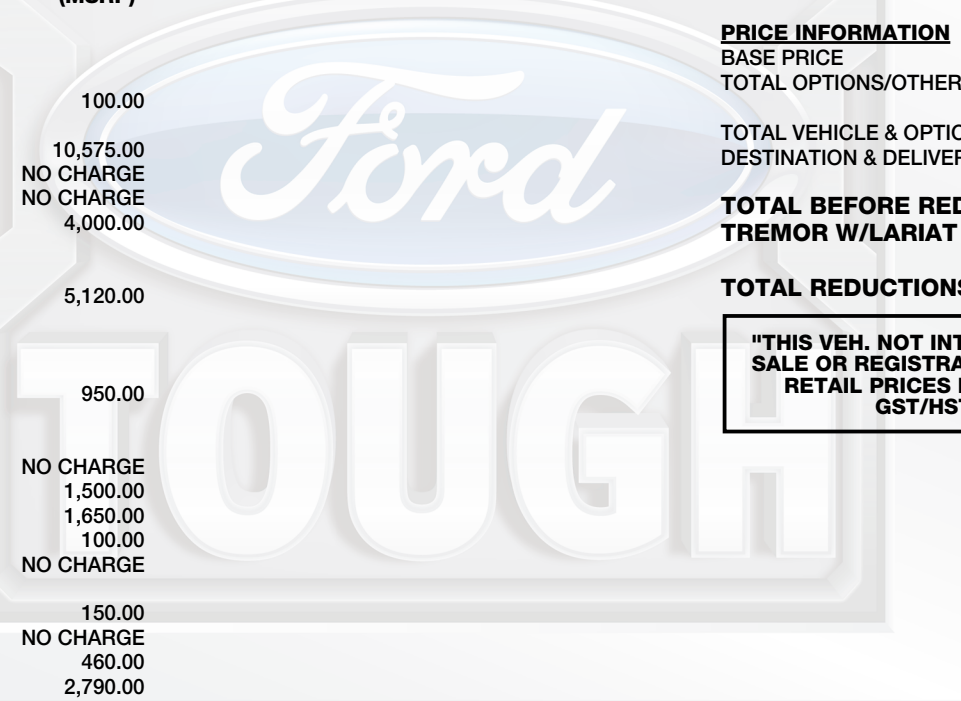 (MSRP)
100.00
10,575.00
NO CHARGE
NO CHARGE
4,000.00
5,120.00
950.00
NO CHARGE
1,500.00
1,650.00
100.00
NO CHARGE
150.00
NO CHARGE
460.00
2,790.00
Ford
TOUGH
PRICE INFORMATION
BASE PRICE
TOTAL OPTIONS/OTHER
TOTAL VEHICLE & OPTIO
DESTINATION & DELIVER
TOTAL BEFORE RED
TREMOR W/LARIAT
TOTAL REDUCTIONS
"THIS VEH. NOT INT
SALE OR REGISTRA
RETAIL PRICES
GST/HST